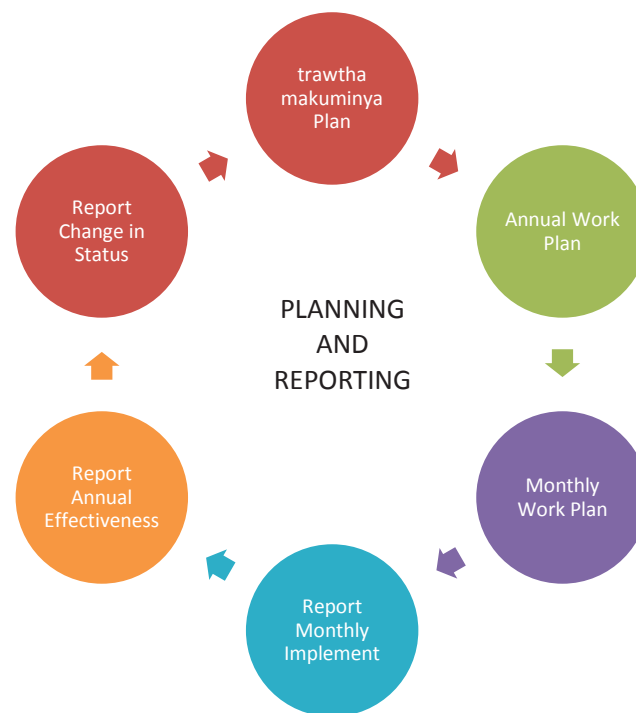 trawtha
makuminya
Plan
Annual Work
Plan
Monthly
Work Plan
Report
Monthly
Implement
Report
Annual
Effectiveness
Report
Change in
Status
PLANNING
AND
REPORTING